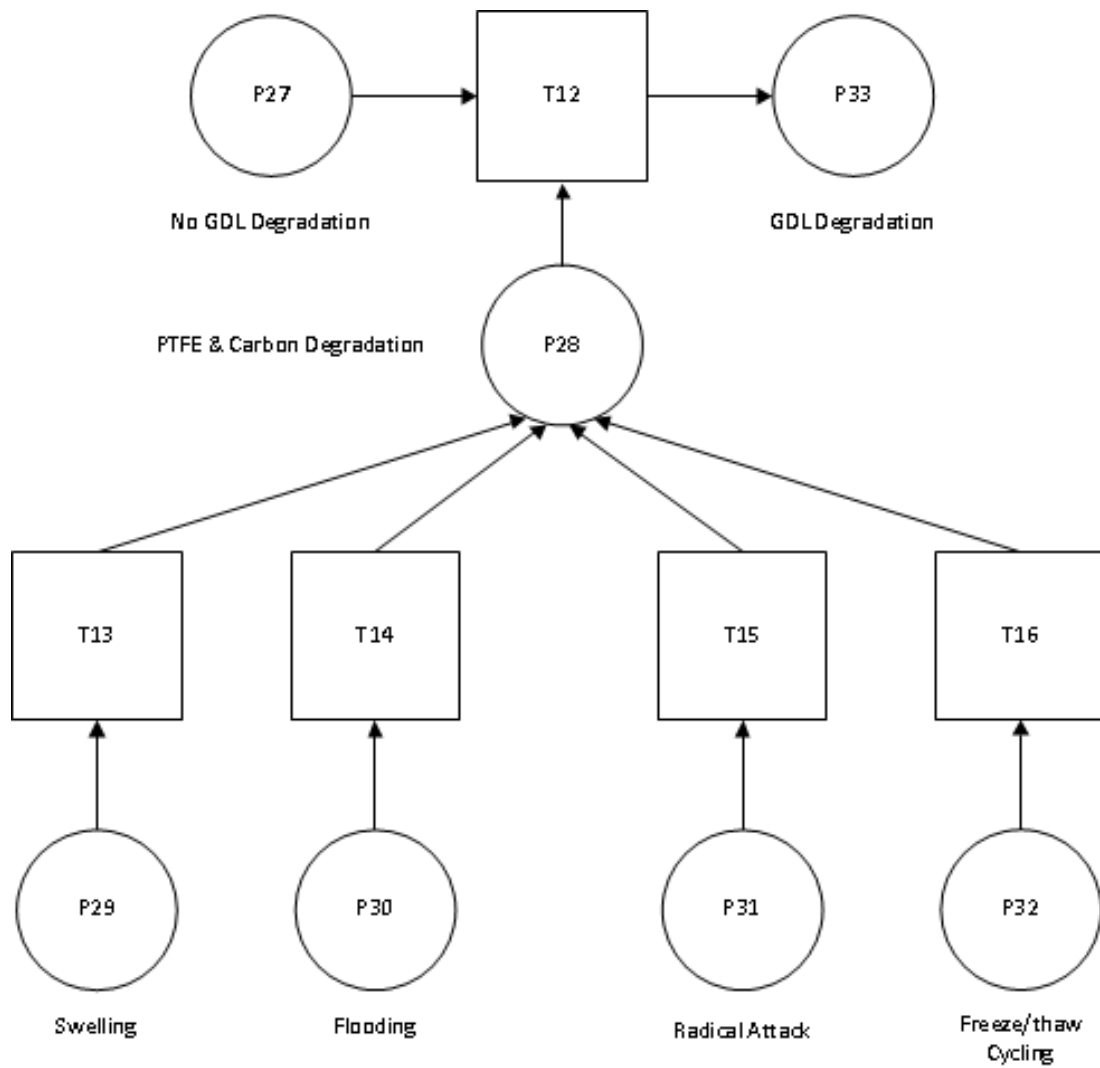 P27
T12
P33
No GDL Degradation
GDL Degradation
PTFE & Carbon Degradation
P28
T13
T14
T15
T16
P29
P30
P31
P32
Swelling
Flooding
Radical Attack
Freeze/thaw
Cycling